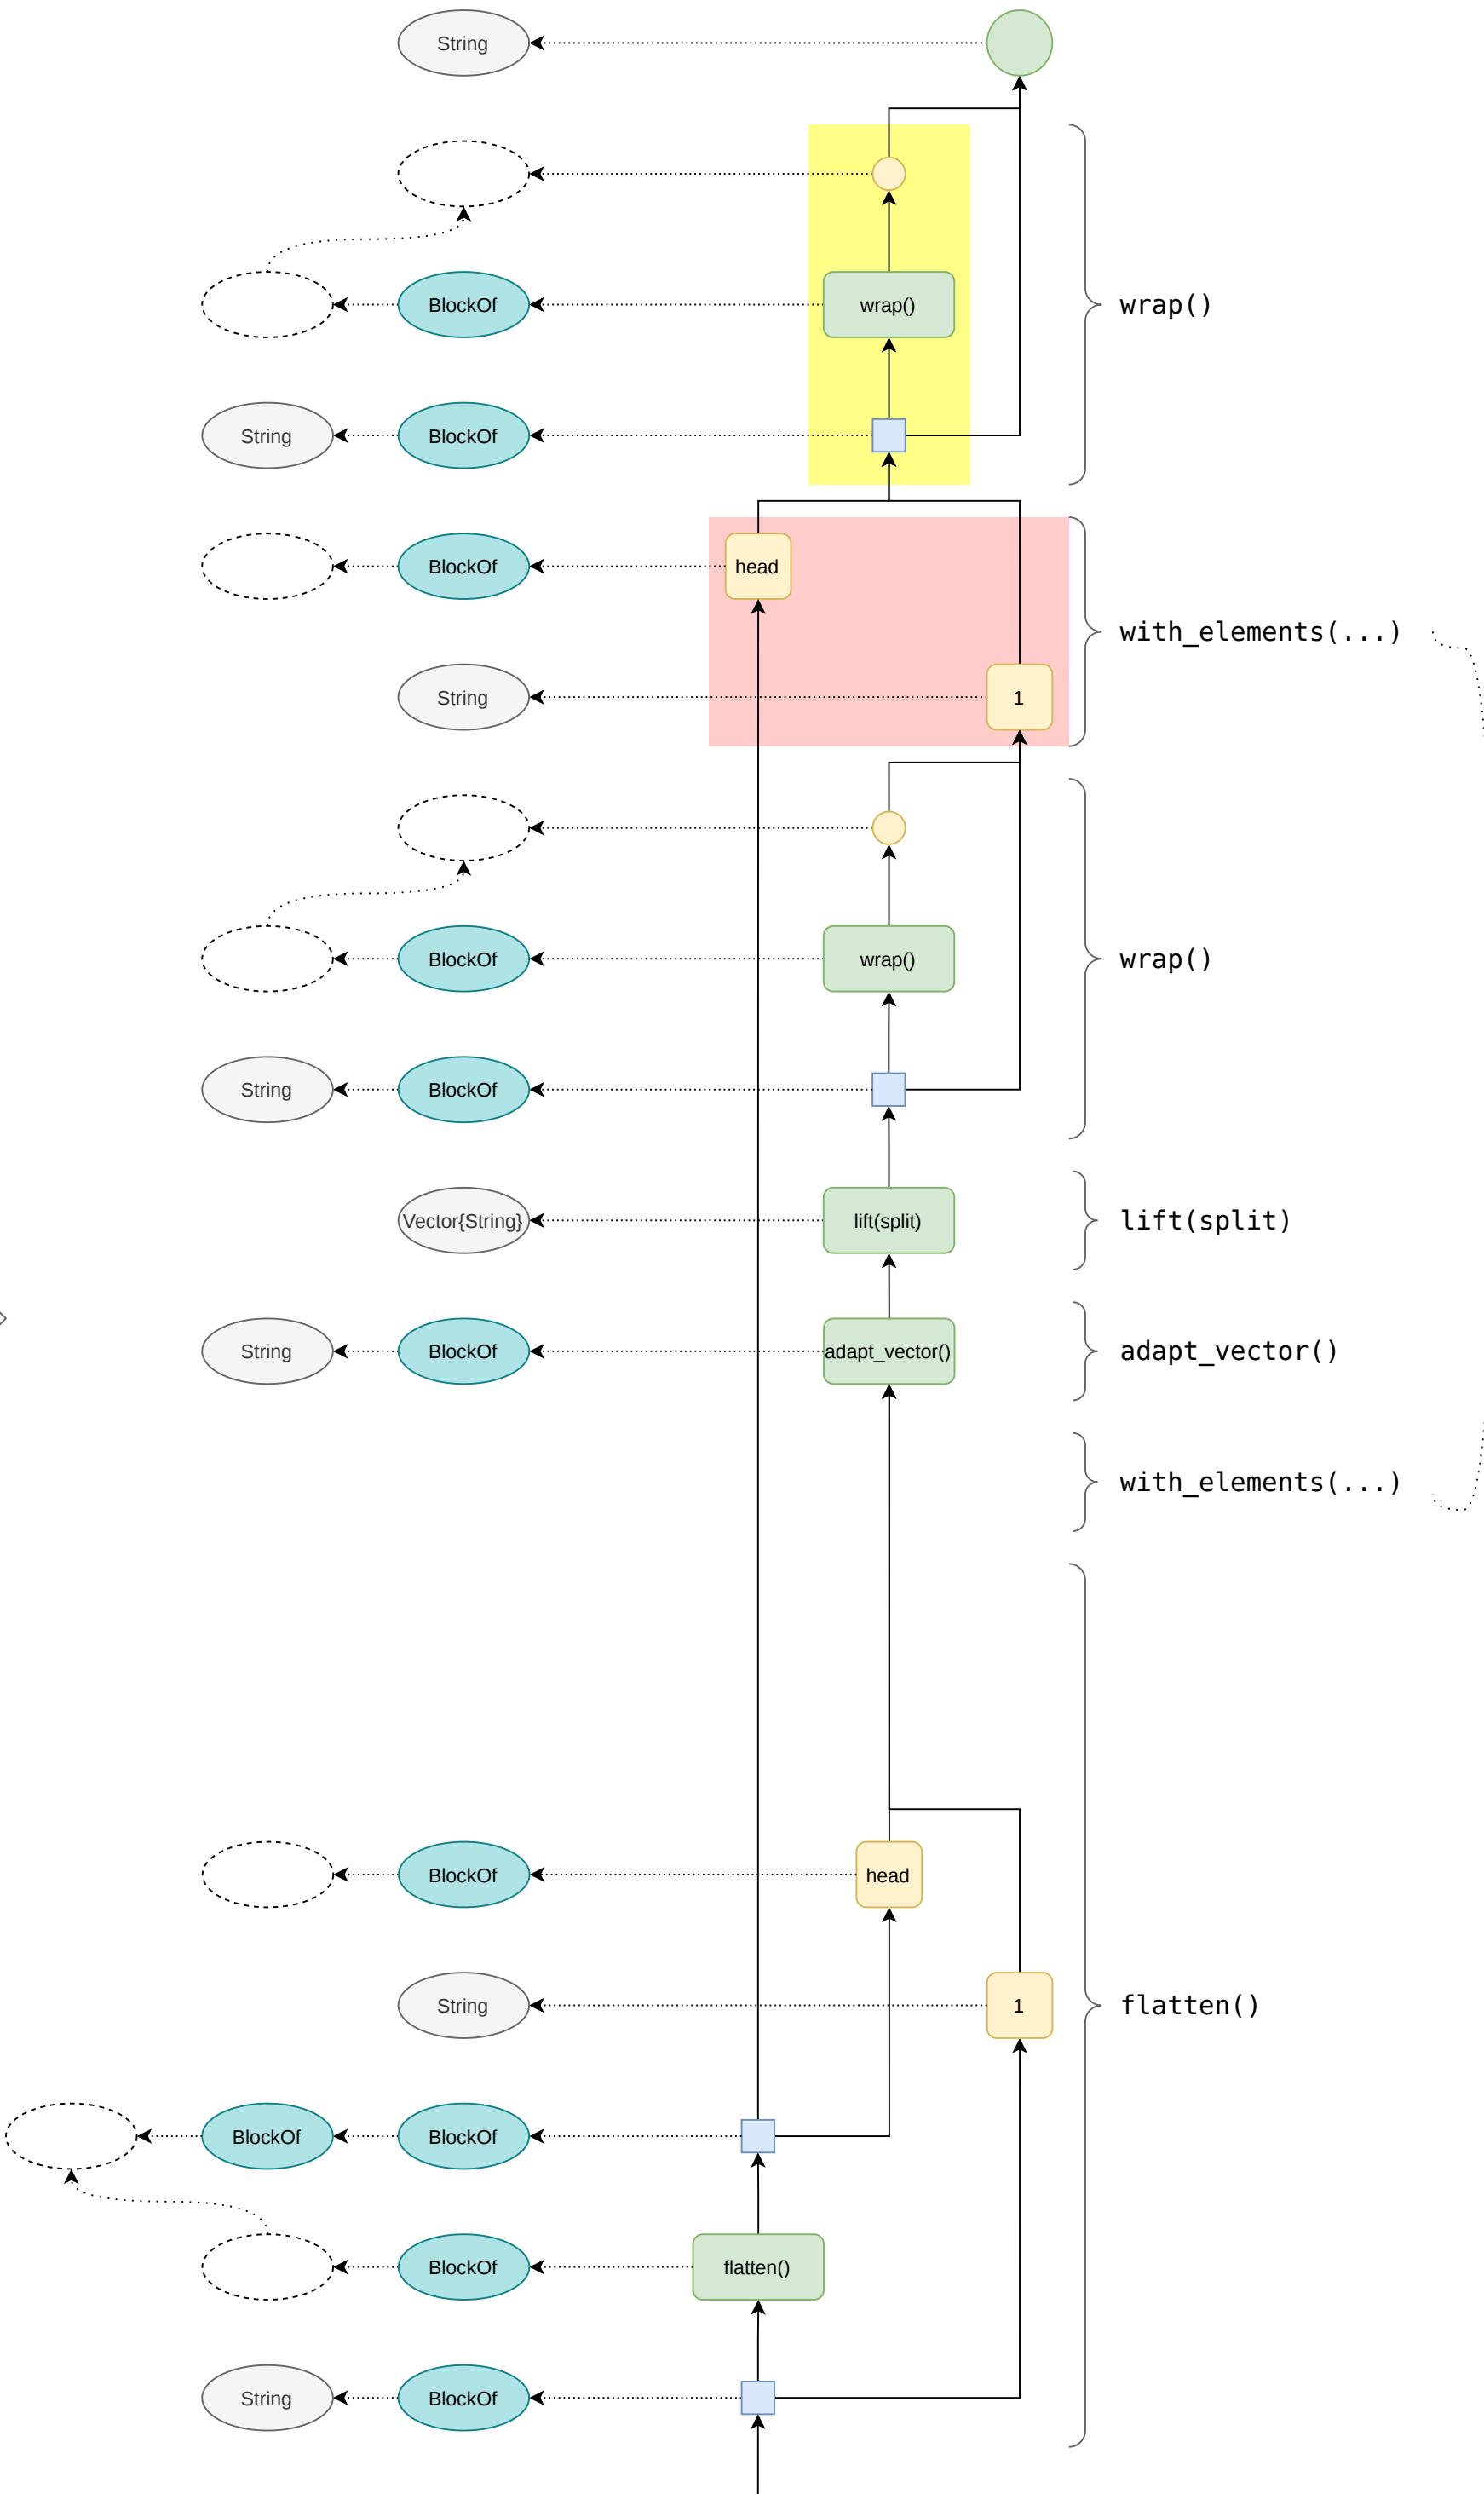 String
BlockOf wrap() wrap()
String BlockOf
BlockOf head
with_elements(...)
String 1
BlockOf wrap() wrap()
String BlockOf
Vector{String} lift(split) lift(split)
String BlockOf adapt_vector() adapt_vector()
with_elements(...)
BlockOf head
String 1 flatten()
BlockOf BlockOf
BlockOf flatten()
String BlockOf